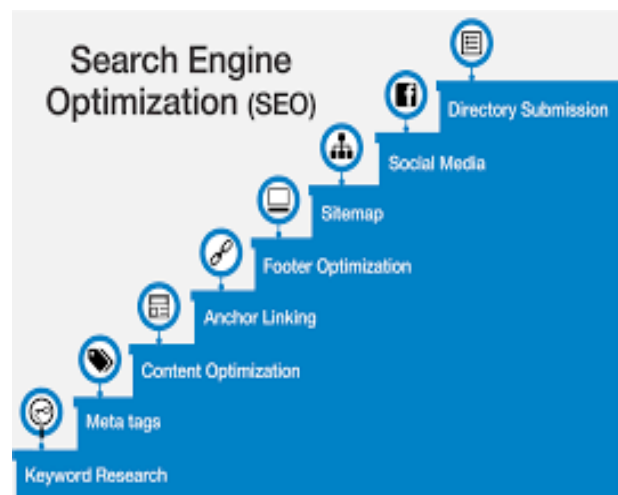 Search Engine
Optimization (SEO)
Directory Submission
Social Media
Sitemap
Footer Optimization
Anchor Linking
Content Optimization
Meta tags
Keyword Research